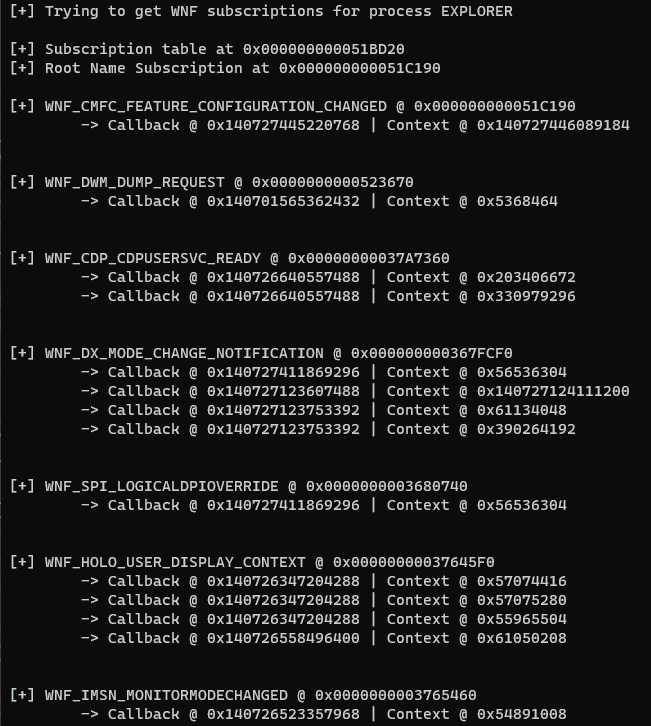 [+] Trying to get WNF subscriptions for process EXPLORER
[+] Subscription table at 0x000000000051BD20
[+] Root Name Subscription at 0x000000000051C190
[+] WNF_CMFC_FEATURE_CONFIGURATION_CHANGED @ 0x000000000051C190
-> Callback @ 0x140727445220768 | Context @ 0x140727446089184
[+] WNF_DWM_DUMP_REQUEST @ 0x0000000000523670
-> Callback @ 0x140701565362432 | Context @ 0x5368464
[+] WNF_CDP_CDPUSERSVC_READY @ 0x00000000037A7360
-> Callback @ 0x140726640557488 | Context @ 0x203406672
-> Callback @ 0x140726640557488 | Context @ 0x330979296
[+] WNF_DX_MODE_CHANGE_NOTIFICATION @ 0x000000000367FCF0
-> Callback @ 0x140727411869296 | Context @ 0x56536304
-> Callback @ 0x140727123607488 | Context @ 0x140727124111200
-> Callback @ 0x140727123753392 | Context @ 0x61134048
-> Callback @ 0x140727123753392 | Context @ 0x390264192
[+] WNF_SPI_LOGICALDPIOVERRIDE @ 0x0000000003680740
-> Callback @ 0x140727411869296 | Context @ 0x56536304
[+] WNF_HOLO_USER_DISPLAY_CONTEXT @ 0x00000000037645F0
-> Callback @ 0x140726347204288 | Context @ 0x57074416
-> Callback @ 0x140726347204288 | Context @ 0x57075280
-> Callback @ 0x140726347204288 | Context @ 0x55965504
-> Callback @ 0x140726558496400 | Context @ 0x61050208
[+] WNF_IMSN_MONITORMODECHANGED @ 0x0000000003765460
-> Callback @ 0x140726523357968 | Context @ 0x54891008